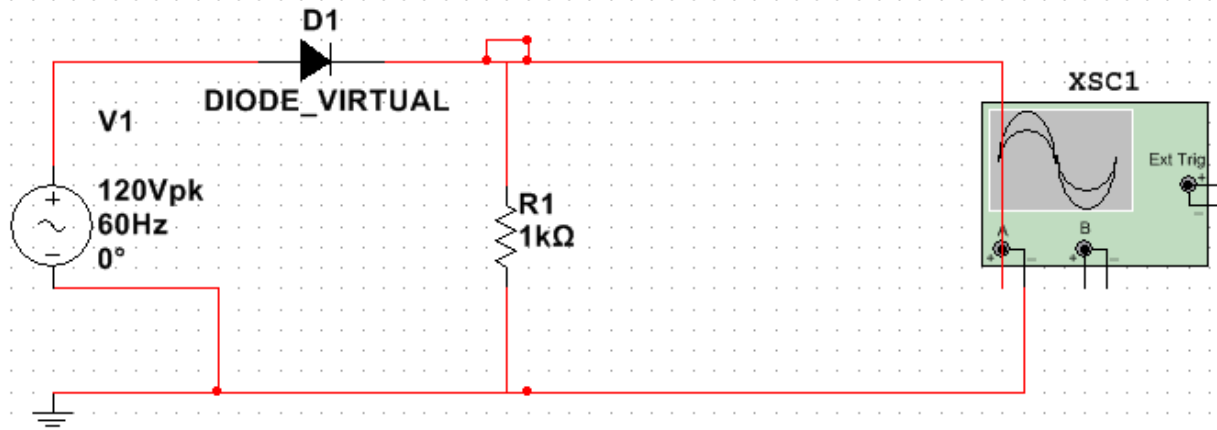 D1
DIODE_VIRTUAL
V1
120Vpk
60Hz
0°
R1
1kΩ
XSC1
Ext Trig
+
−
A
B
+ −
+ −
+
−